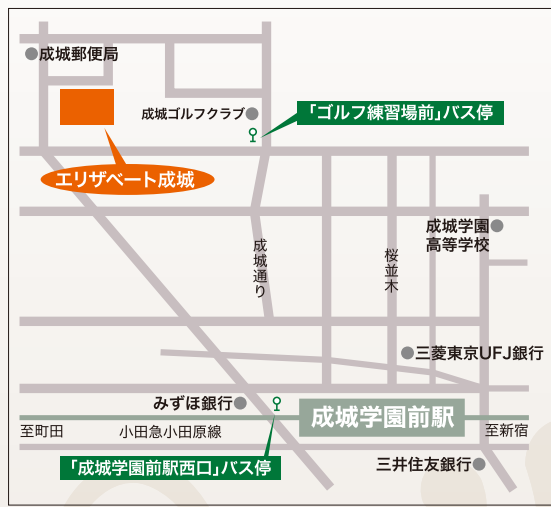 成城郵便局
成城ゴルフクラブ
「ゴルフ練習場前」バス停
エリザベート成城
成城学園
高等学校
成城通り
桜並木
三菱東京UFJ銀行
みずほ銀行
成城学園前駅
至町田
小田急小田原線
至新宿
「成城学園前駅西口」バス停
三井住友銀行